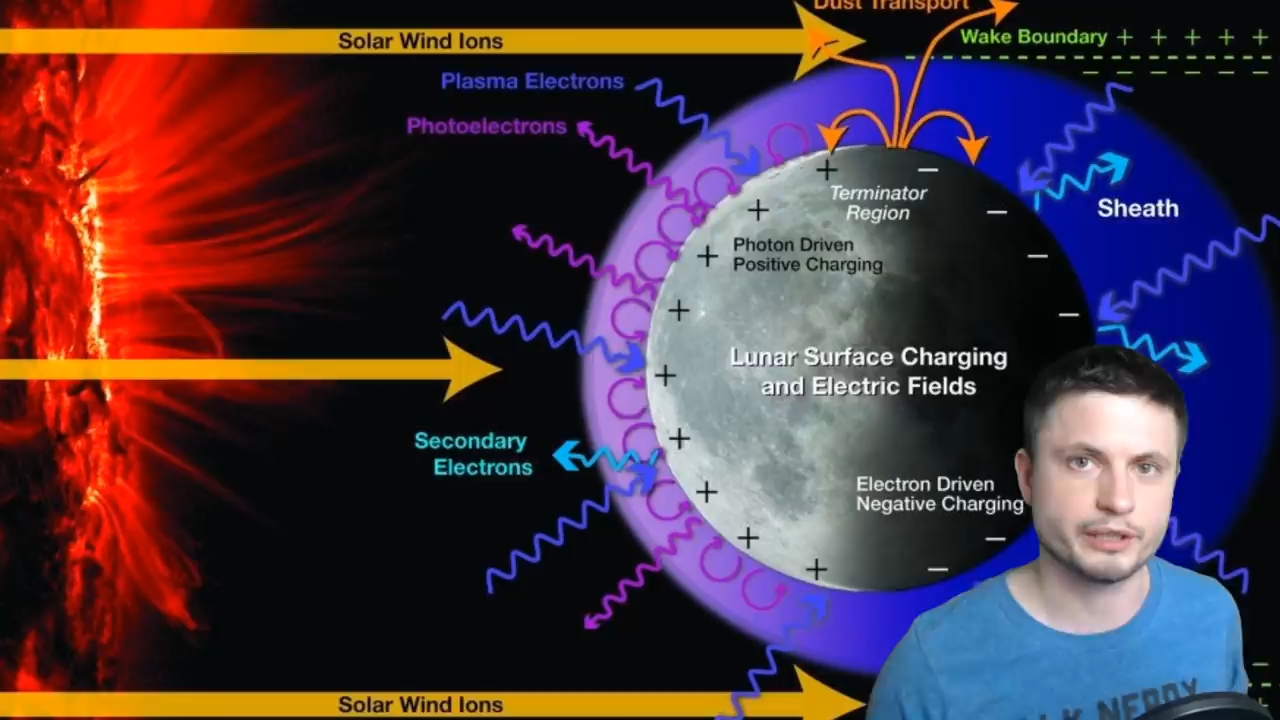 Dust Transport
Solar Wind Ions
Wake Boundary + + + + +
Plasma Electrons
Photoelectrons
Terminator
Region
Sheath
Photon Driven
Positive Charging
Lunar Surface Charging
and Electric Fields
Secondary
Electrons
Electron Driven
Negative Charging
Solar Wind Ions
NERDY